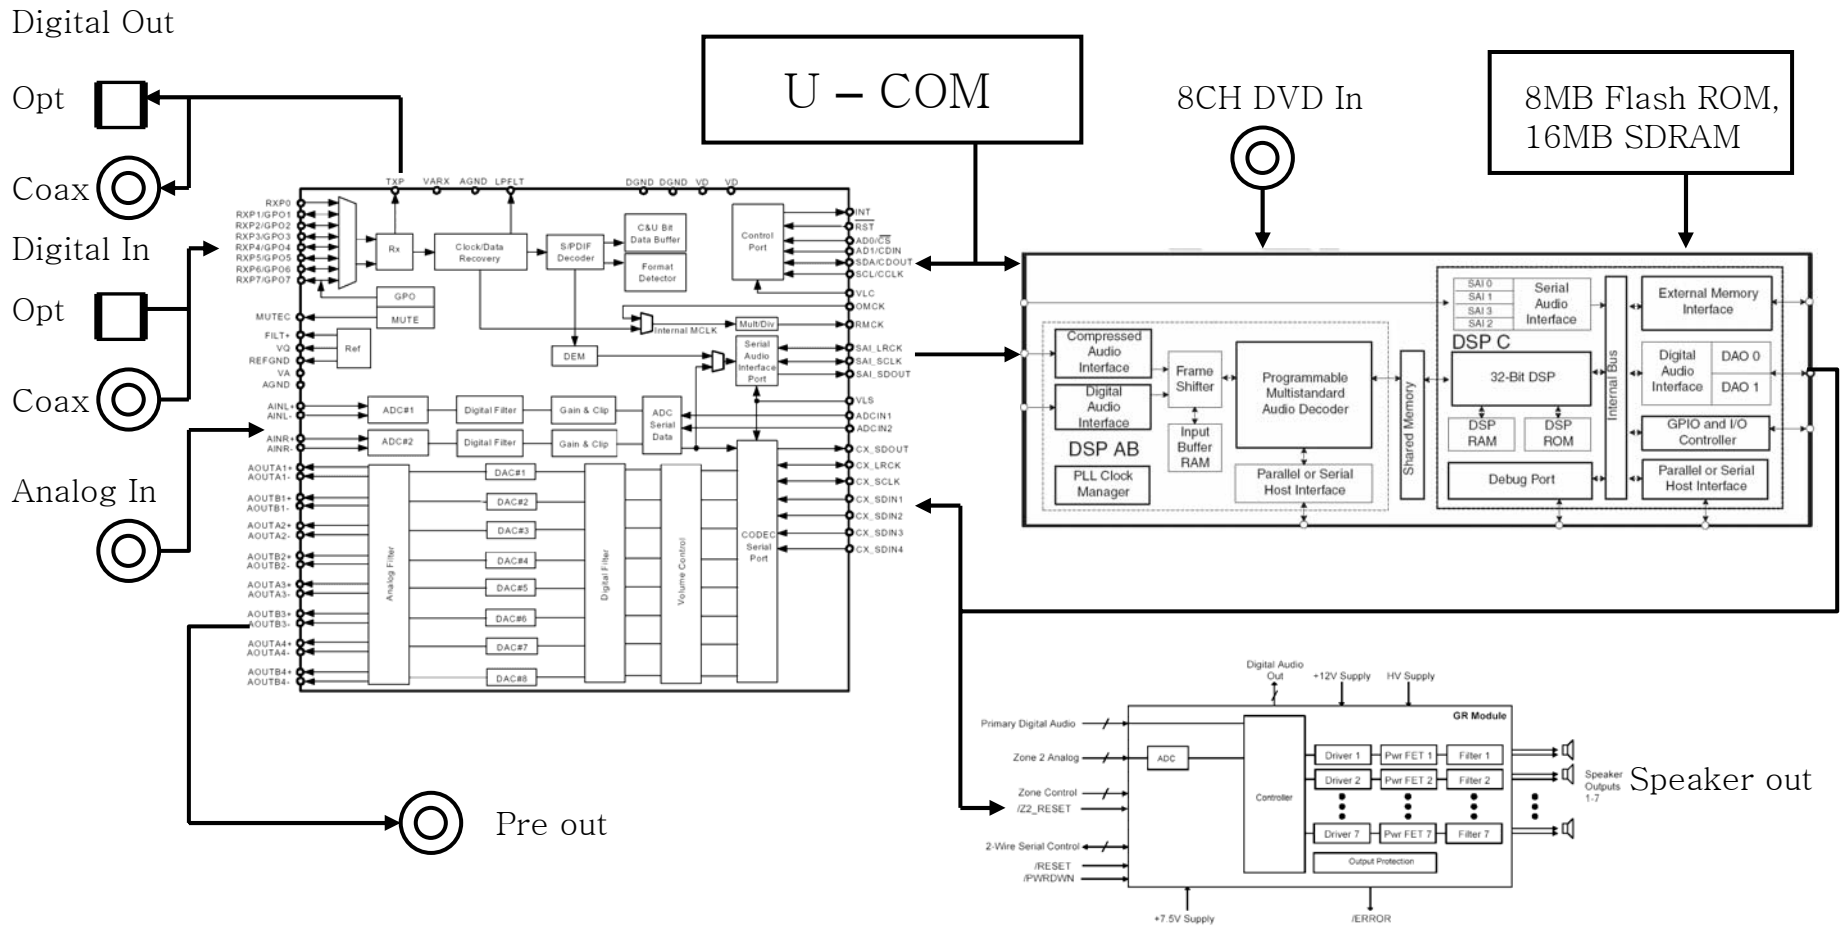 Digital Out
Opt
Coax
Digital In
Opt
Coax
Analog In
Pre out
U – COM
8CH DVD In
8MB Flash ROM,
16MB SDRAM
TXP
VARX
AGND
LPFLT
DGND
DGND
VD
VD
RXP0
RXP1/GPO1
RXP2/GPO2
RXP3/GPO3
RXP4/GPO4
RXP5/GPO5
RXP6/GPO6
RXP7/GPO7
MUTEC
FILT+
VQ
REFGND
VA
AGND
AINL+
AINL-
AINR+
AINR-
AOUTA1+
AOUTA1-
AOUTB1+
AOUTB1-
AOUTA2+
AOUTA2-
AOUTB2+
AOUTB2-
AOUTA3+
AOUTA3-
AOUTB3+
AOUTB3-
AOUTA4+
AOUTA4-
AOUTB4+
AOUTB4-
Rx
Clock/Data
Recovery
S/PDIF
Decoder
C&U Bit
Data Buffer
Format
Detector
Control
Port
GPO
MUTE
Ref
Internal MCLK
Mult/Div
DEM
Serial
Audio
Interface
Port
ADC#1
Digital Filter
Gain & Clip
ADC#2
Digital Filter
Gain & Clip
ADC
Serial
Data
Analog Filter
DAC#1
DAC#2
DAC#3
DAC#4
DAC#5
DAC#6
DAC#7
DAC#8
Digital Filter
Volume Control
CODEC
Serial
Port
INT
RST
AD0/CS
AD1/CDIN
SDA/CDOUT
SCL/CCLK
VLC
OMCK
RMCK
SAI_LRCK
SAI_SCLK
SAI_SDOUT
VLS
ADCIN1
ADCIN2
CX_SDOUT
CX_LRCK
CX_SCLK
CX_SDIN1
CX_SDIN2
CX_SDIN3
CX_SDIN4
Compressed
Audio
Interface
Digital
Audio
Interface
DSP AB
PLL Clock
Manager
Frame
Shifter
Input
Buffer
RAM
Programmable
Multistandard
Audio Decoder
Parallel or Serial
Host Interface
Shared Memory
SAI 0
SAI 1
SAI 3
SAI 2
Serial
Audio
Interface
DSP C
32-Bit DSP
DSP
RAM
DSP
ROM
Debug Port
Internal Bus
External Memory
Interface
Digital
Audio
Interface
DAO 0
DAO 1
GPIO and I/O
Controller
Parallel or Serial
Host Interface
Digital Audio
Out
+12V Supply
HV Supply
GR Module
Primary Digital Audio
Zone 2 Analog
Zone Control
/Z2_RESET
2-Wire Serial Control
/RESET
/PWRDWN
ADC
Controller
Driver 1
Pwr FET 1
Filter 1
Driver 2
Pwr FET 2
Filter 2
Driver 7
Pwr FET 7
Filter 7
Output Protection
Speaker
Outputs
1-7
Speaker out
+7.5V Supply
/ERROR